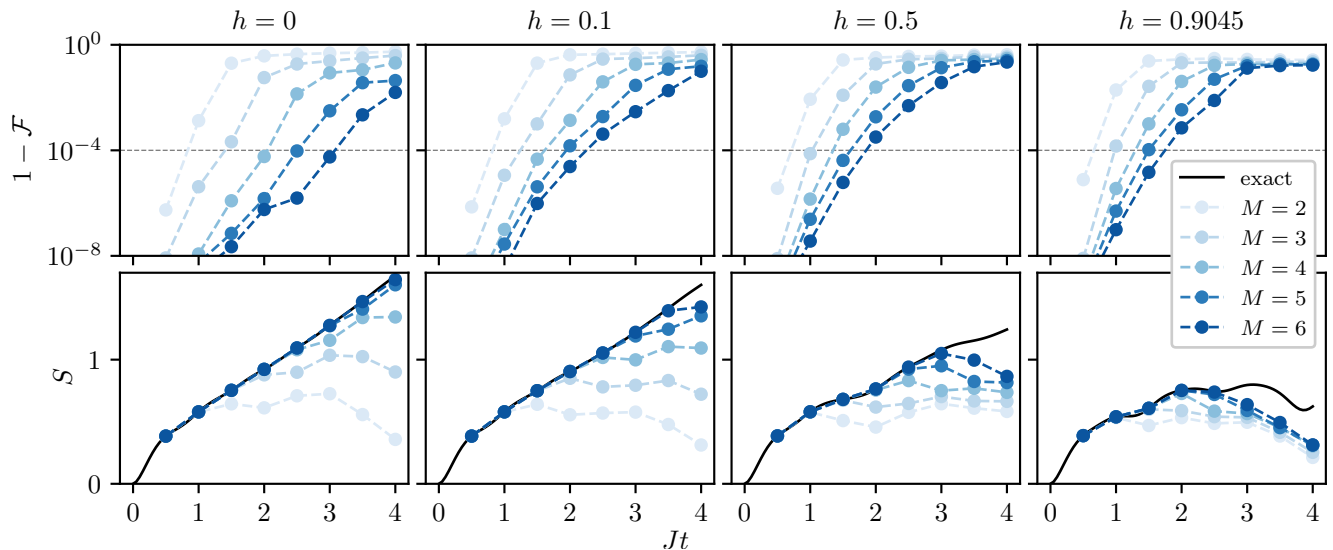 h = 0
h = 0.1
h = 0.5
h = 0.9045
1 − ℱ
10⁰
10⁻⁴
10⁻⁸
exact
M = 2
M = 3
M = 4
M = 5
M = 6
S
1
0
0 1 2 3 4
0 1 2 3 4
0 1 2 3 4
0 1 2 3 4
Jt